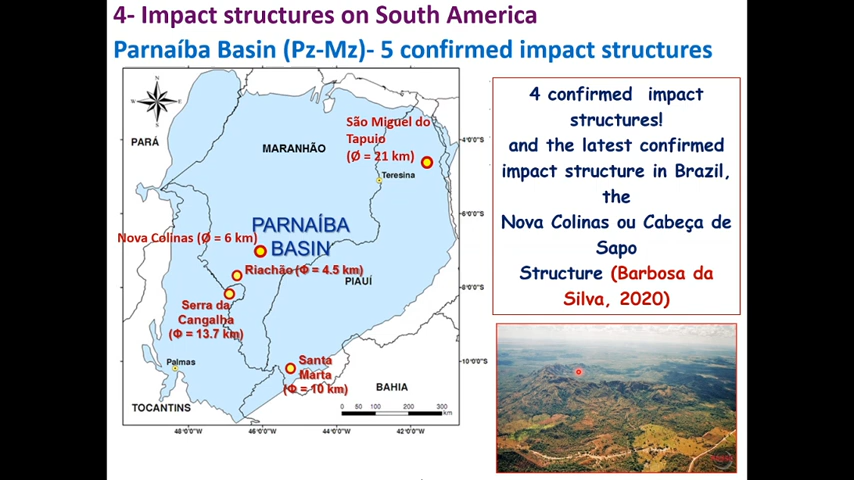 4- Impact structures on South America
Parnaíba Basin (Pz-Mz)- 5 confirmed impact structures
N
W
E
S
PARÁ
MARANHÃO
São Miguel do
Tapuio
(Ø = 21 km)
Teresina
4°0'0"S
6°0'0"S
PARNAÍBA
BASIN
Nova Colinas (Ø = 6 km)
Riachão (Φ = 4.5 km)
PIAUÍ
8°0'0"S
Serra da
Cangalha
(Φ = 13.7 km)
Palmas
Santa
Marta
(Φ = 10 km)
10°0'0"S
BAHIA
TOCANTINS
0 50 100 200 300
km
48°0'0"W 46°0'0"W 44°0'0"W 42°0'0"W
4 confirmed impact
structures!
and the latest confirmed
impact structure in Brazil,
the
Nova Colinas ou Cabeça de
Sapo
Structure (Barbosa da
Silva, 2020)